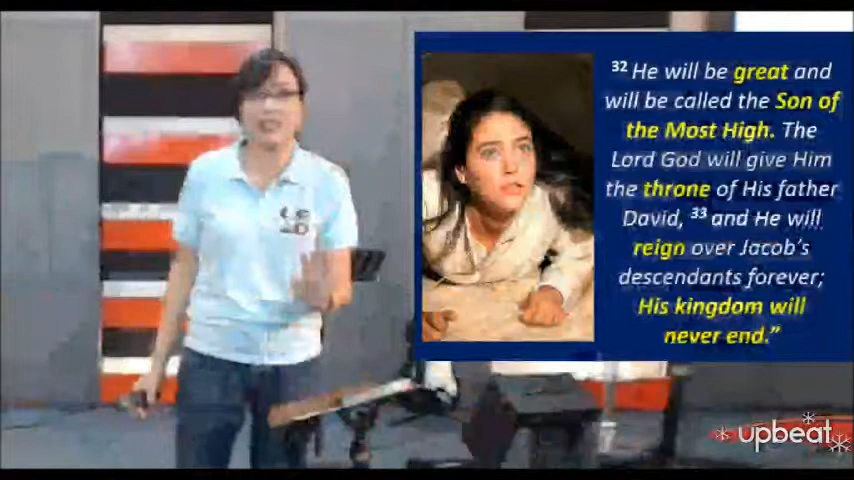 32 He will be great and
will be called the Son of
the Most High. The
Lord God will give Him
the throne of His father
David, 33 and He will
reign over Jacob's
descendants forever;
His kingdom will
never end.”
upbeat